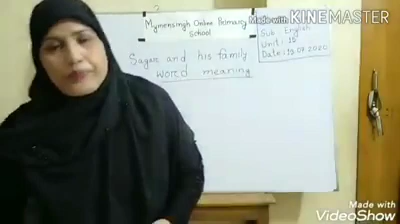 Mymensingh Online Primary
School
Made with KINEMASTER
Sub: English
Unit: 15
Date: 19.07.2020
Sagar and his family
word meaning
Made with
VideoShow